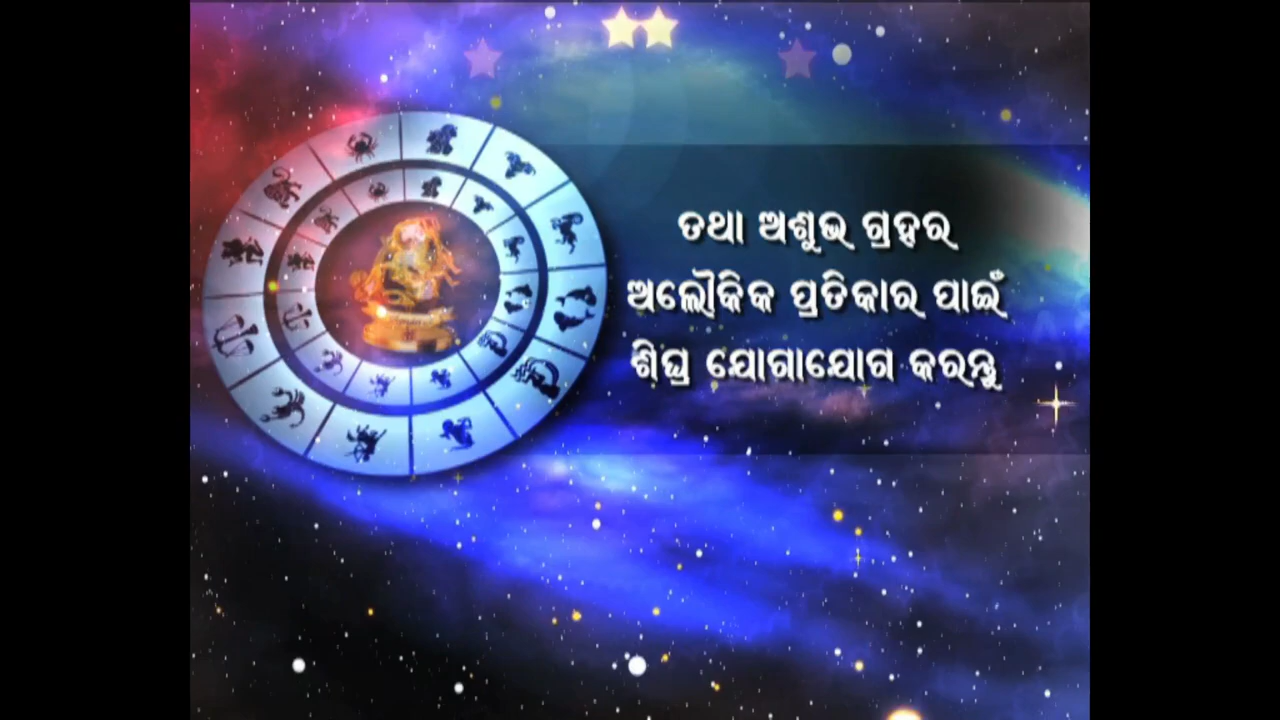 ତଥା ଅଶୁଭ ଗ୍ରହର
ଅଲୌକିକ ପ୍ରତିକାର ପାଇଁ
ଶିଘ୍ର ଯୋଗାଯୋଗ କରନ୍ତୁ